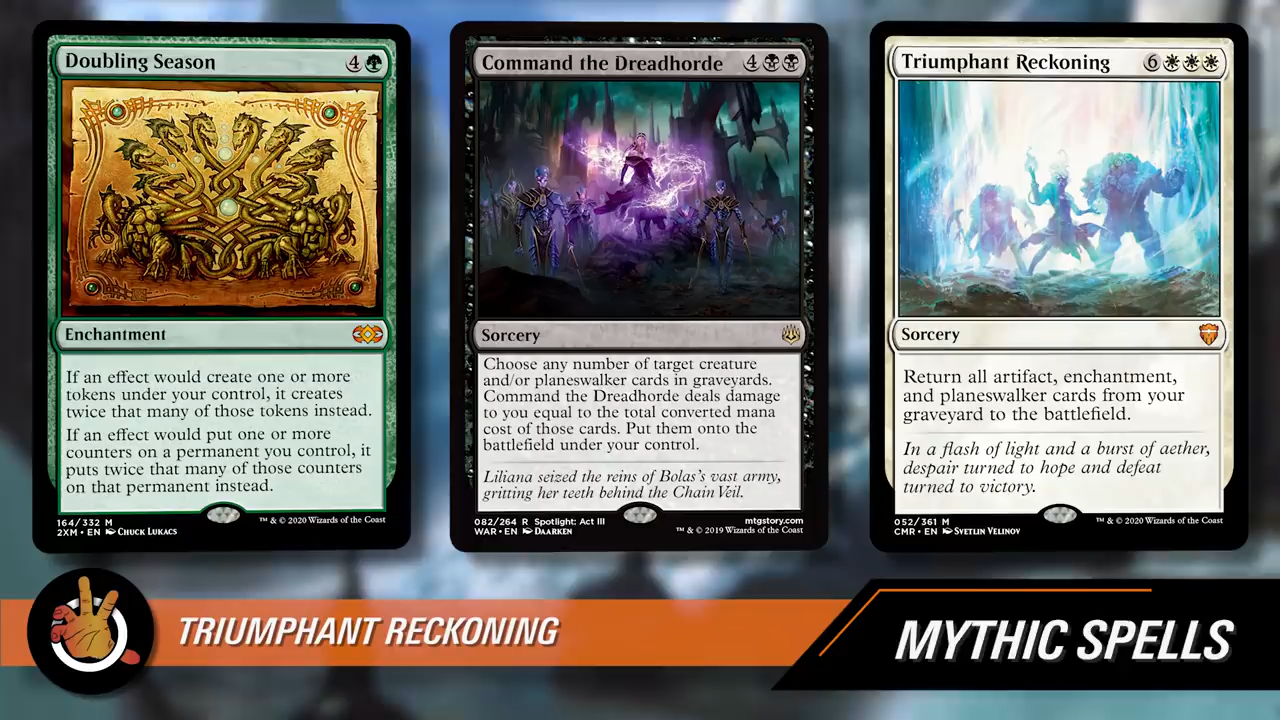 Doubling Season 4
Enchantment
If an effect would create one or more
tokens under your control, it creates
twice that many of those tokens instead.
If an effect would put one or more
counters on a permanent you control, it
puts twice that many of those counters
on that permanent instead.
164/332 M
2XM • EN Chuck Lukacs
™ & © 2020 Wizards of the Coast
Command the Dreadhorde 4
Sorcery
Choose any number of target creature
and/or planeswalker cards in graveyards.
Command the Dreadhorde deals damage
to you equal to the total converted mana
cost of those cards. Put them onto the
battlefield under your control.
Liliana seized the reins of Bolas's vast army,
gritting her teeth behind the Chain Veil.
082/264 R Spotlight: Act III
WAR • EN Daarken
mtgstory.com
™ & © 2019 Wizards of the Coast
Triumphant Reckoning 6
Sorcery
Return all artifact, enchantment,
and planeswalker cards from your
graveyard to the battlefield.
In a flash of light and a burst of aether,
despair turned to hope and defeat
turned to victory.
052/361 M
CMR • EN Svetlin Velinov
™ & © 2020 Wizards of the Coast
TRIUMPHANT RECKONING
MYTHIC SPELLS